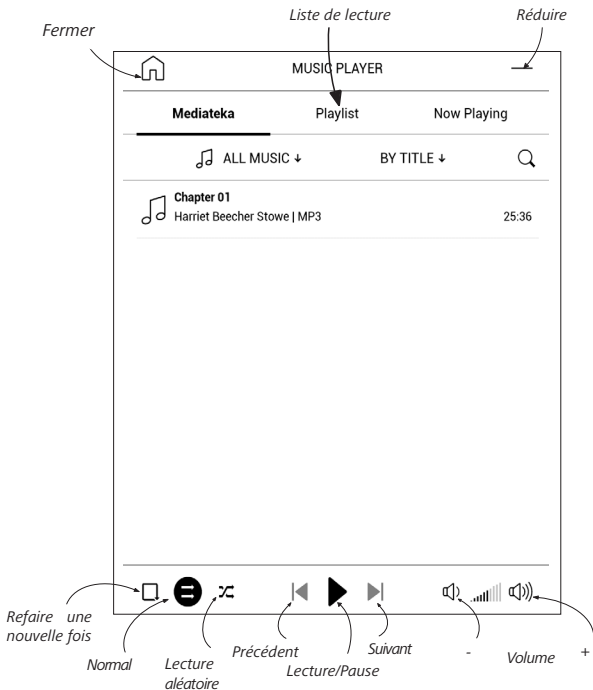 Liste de lecture
Réduire
Fermer
MUSIC PLAYER
Mediateka
Playlist
Now Playing
ALL MUSIC ↓
BY TITLE ↓
Chapter 01
Harriet Beecher Stowe | MP3
25:36
Refaire une
nouvelle fois
Normal
Lecture
aléatoire
Précédent
Lecture/Pause
Suivant
- Volume +